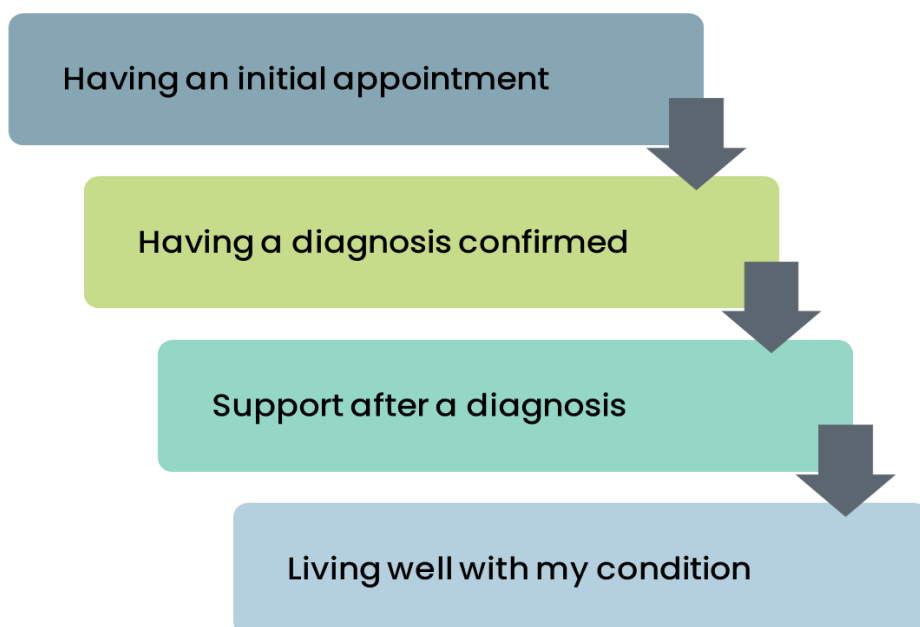 Having an initial appointment
Having a diagnosis confirmed
Support after a diagnosis
Living well with my condition